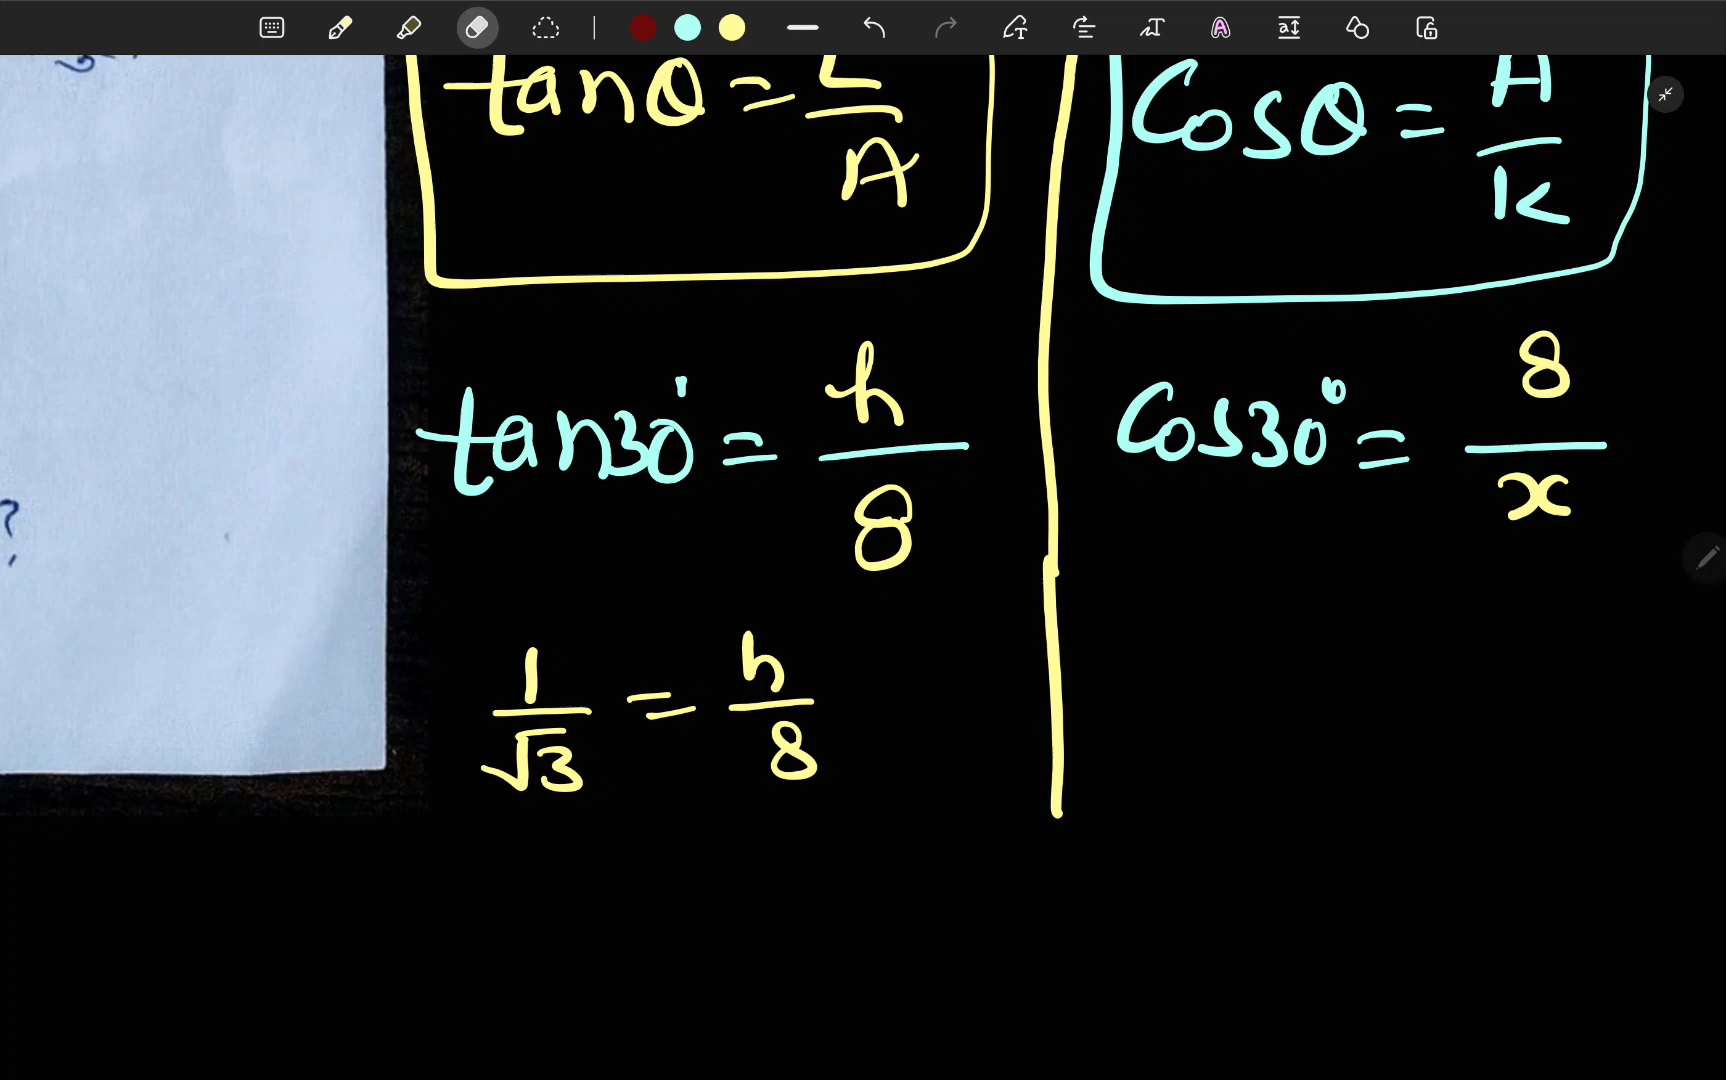 tanθ = L/A
Cosθ = A/K
tan30° = h/8
Cos30° = 8/x
1/√3 = h/8
?